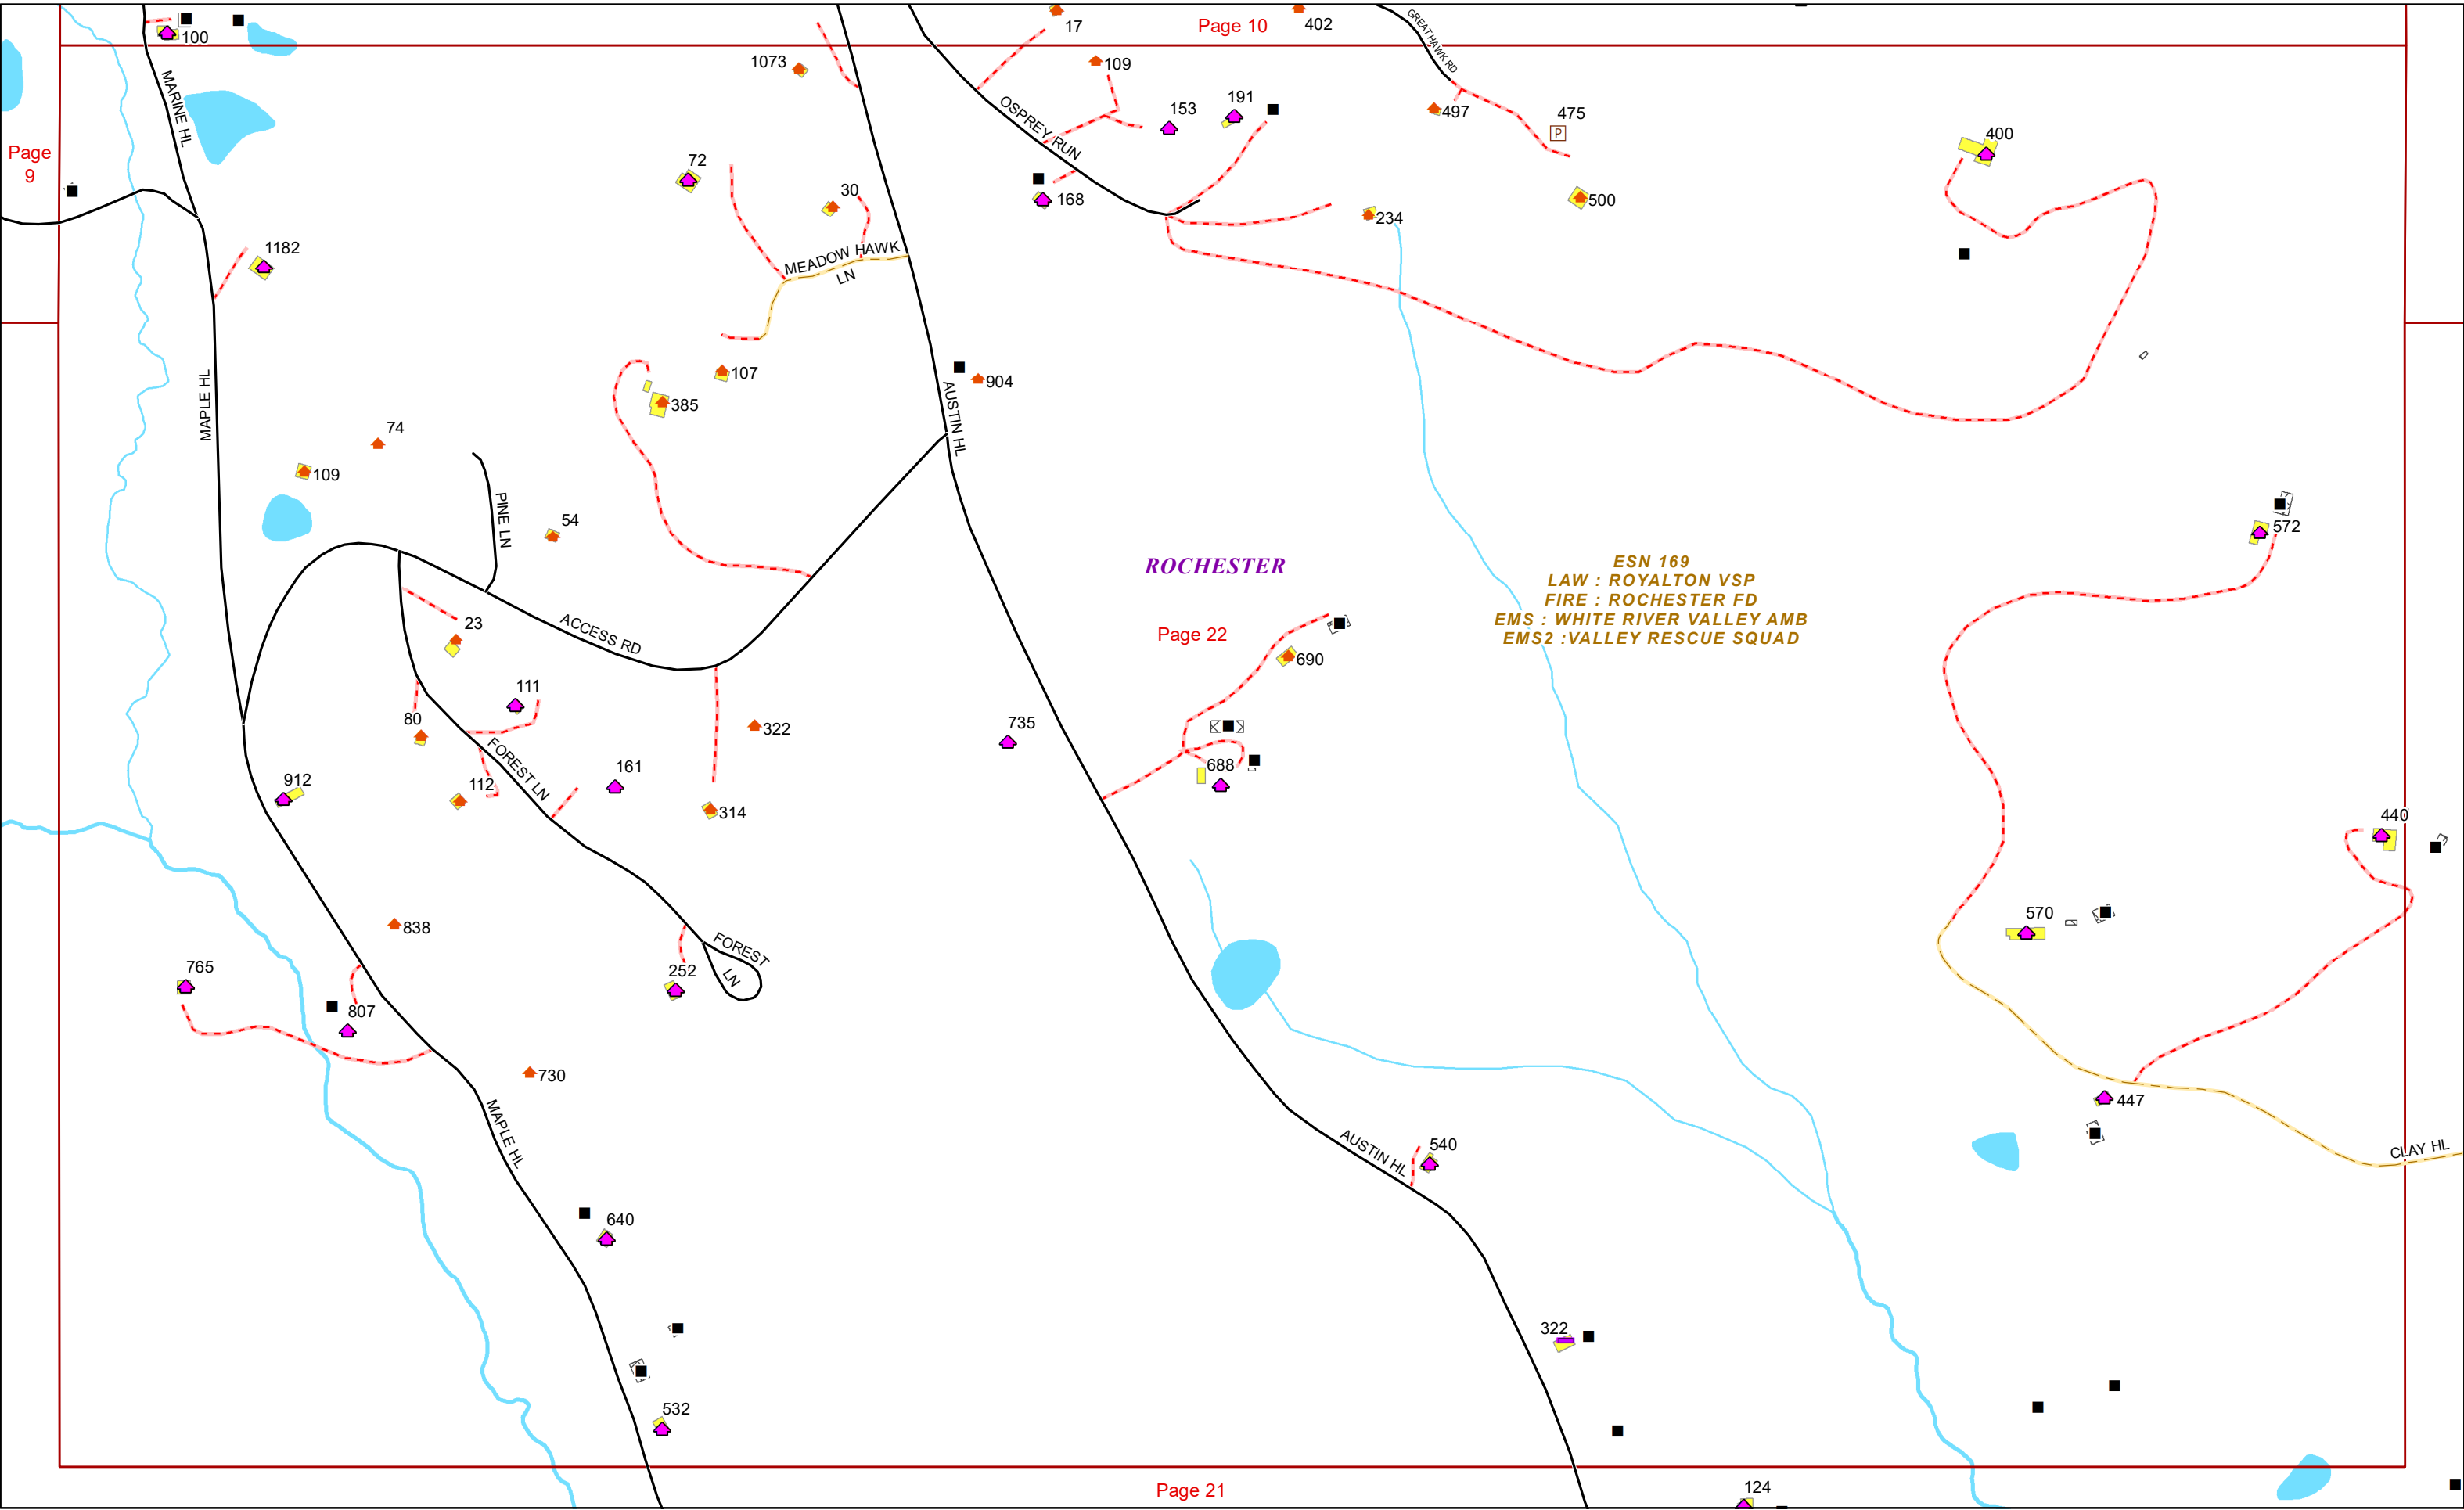 17
Page 10
402
GREAT HAWK RD
100
1073
109
MARINE HL
OSPREY RUN
153
191
497
475
P
400
Page
9
72
30
168
234
500
1182
MEADOW HAWK
LN
107
385
904
MAPLE HL
AUSTIN HL
74
109
PINE LN
54
572
ROCHESTER
ESN 169
LAW : ROYALTON VSP
FIRE : ROCHESTER FD
EMS : WHITE RIVER VALLEY AMB
EMS2 :VALLEY RESCUE SQUAD
23
ACCESS RD
Page 22
690
111
80
322
735
FOREST LN
161
688
912
112
314
440
838
570
FOREST
LN
252
765
807
730
447
MAPLE HL
AUSTIN HL
540
CLAY HL
640
322
532
Page 21
124